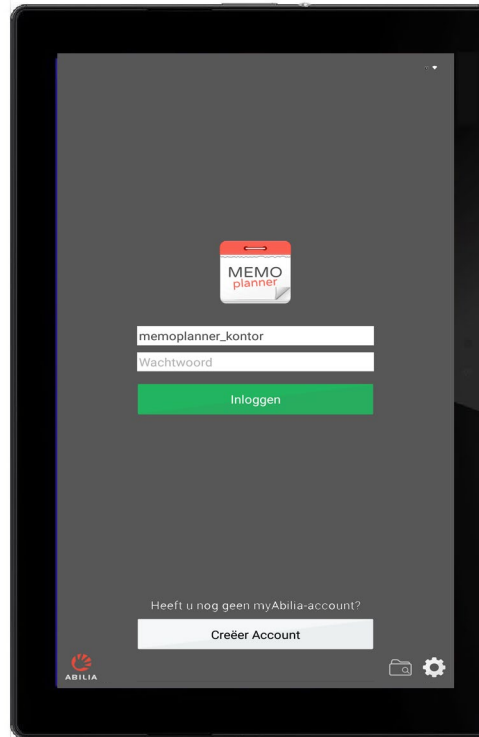 MEMO
planner
memoplanner_kontor
Wachtwoord
Inloggen
Heeft u nog geen myAbilia-account?
Creëer Account
ABILIA